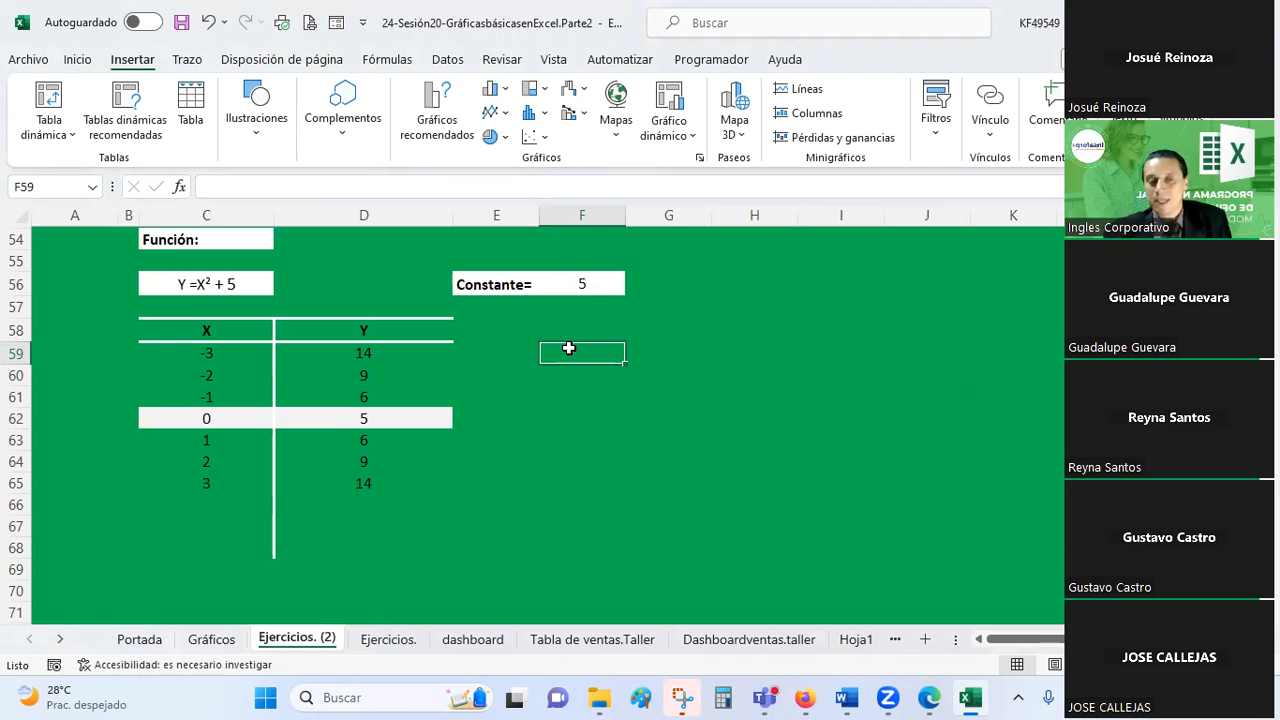 Autoguardado
24-Sesión20-GráficasbásicasenExcel.Parte2 - E...
Buscar
KF49549
Archivo Inicio Insertar Trazo Disposición de página Fórmulas Datos Revisar Vista Automatizar Programador Ayuda
Tabla dinámica
Tablas dinámicas recomendadas
Tabla
Ilustraciones
Complementos
Gráficos recomendados
Mapas
Gráfico dinámico
Mapa 3D
Líneas
Columnas
Pérdidas y ganancias
Filtros
Vínculo
Comen
Tablas
Gráficos
Paseos
Minigráficos
Vínculos
Coment
F59
fx
A B C D E F G H I J K
54 Función:
55
56 Y =X² + 5 Constante= 5
57
58 X Y
59 -3 14
60 -2 9
61 -1 6
62 0 5
63 1 6
64 2 9
65 3 14
66
67
68
69
70
71
Portada Gráficos Ejercicios. (2) Ejercicios. dashboard Tabla de ventas.Taller Dashboardventas.taller Hoja1
Listo
Accesibilidad: es necesario investigar
28°C
Prac. despejado
Buscar
Josué Reinoza
Josué Reinoza
Ingles Corporativo
Guadalupe Guevara
Guadalupe Guevara
Reyna Santos
Reyna Santos
Gustavo Castro
Gustavo Castro
JOSE CALLEJAS
JOSE CALLEJAS